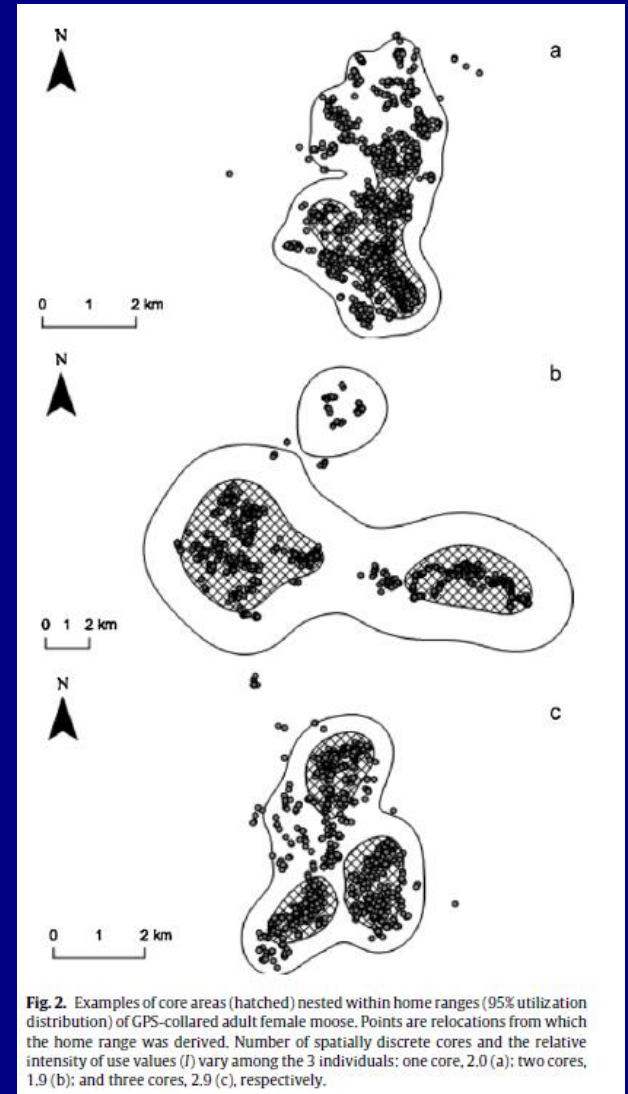 N
a
0 1 2 km
N
b
0 1 2 km
N
c
0 1 2 km
Fig. 2. Examples of core areas (hatched) nested within home ranges (95% utilization
distribution) of GPS-collared adult female moose. Points are relocations from which
the home range was derived. Number of spatially discrete cores and the relative
intensity of use values (I) vary among the 3 individuals: one core, 2.0 (a); two cores,
1.9 (b); and three cores, 2.9 (c), respectively.